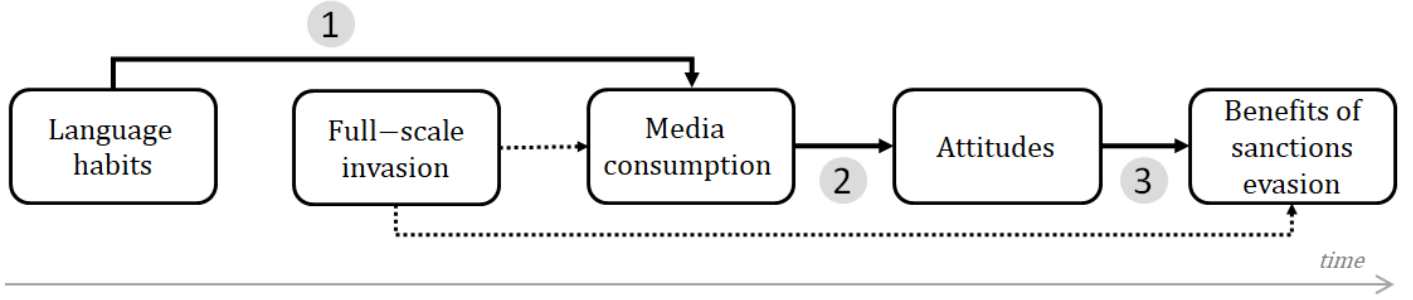 1
Language
habits
Full−scale
invasion
Media
consumption
2
Attitudes
3
Benefits of
sanctions
evasion
time